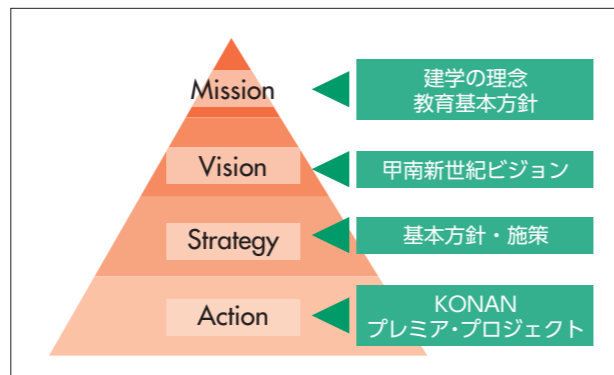 Mission
建学の理念
教育基本方針
Vision
甲南新世紀ビジョン
Strategy
基本方針・施策
Action
KONAN
プレミア・プロジェクト